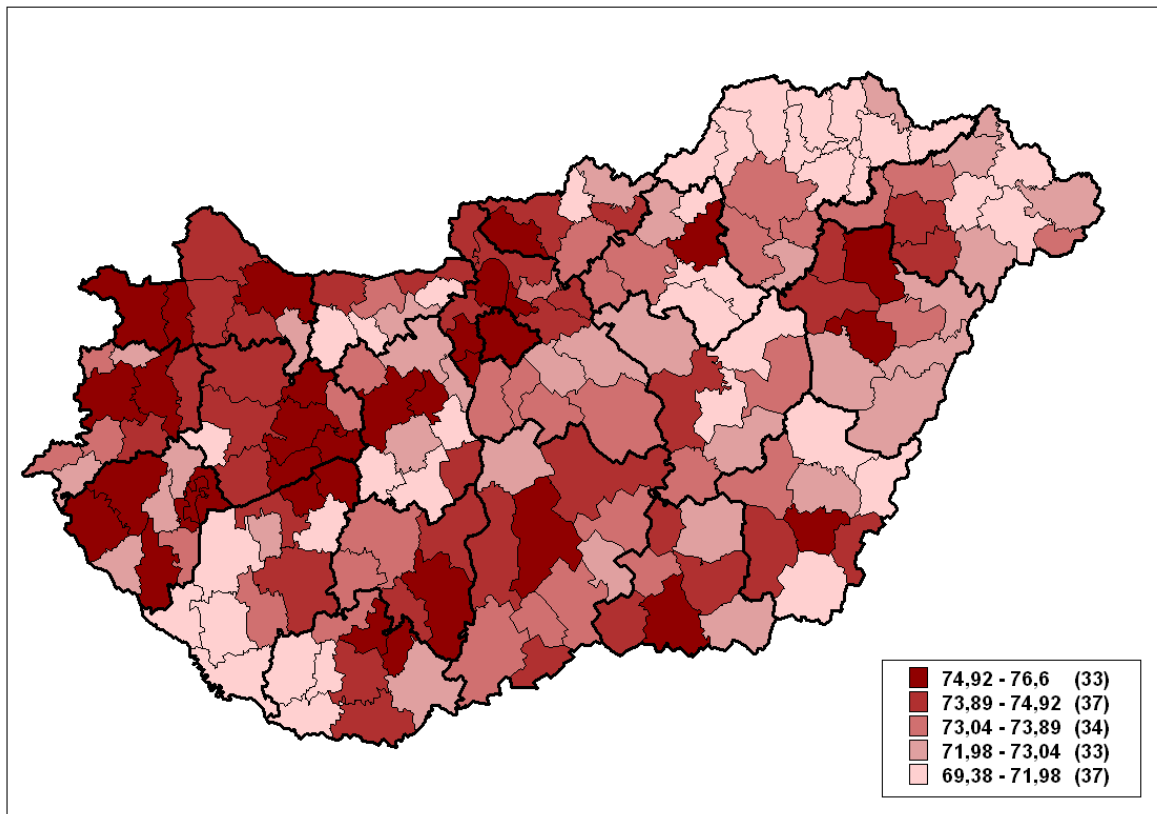 74,92 - 76,6 (33)
73,89 - 74,92 (37)
73,04 - 73,89 (34)
71,98 - 73,04 (33)
69,38 - 71,98 (37)